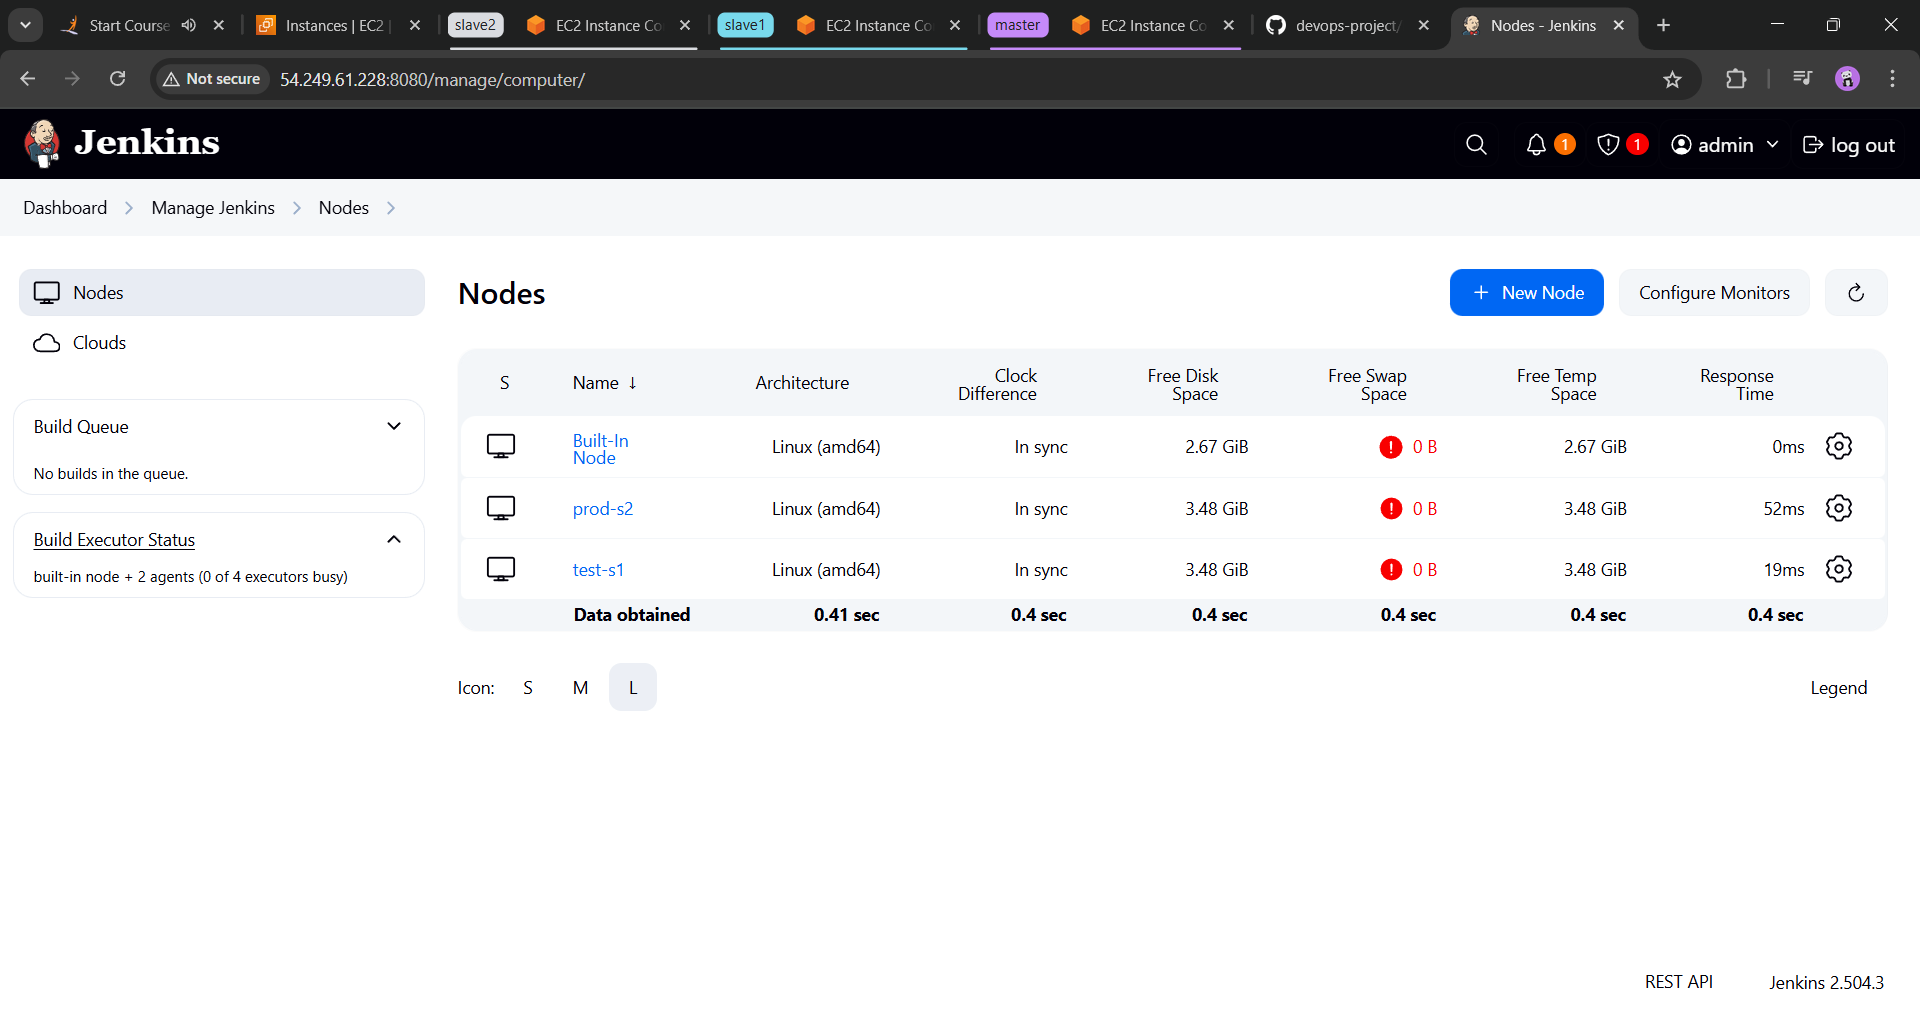 Start Course
Instances | EC2
slave2
EC2 Instance Co
slave1
EC2 Instance Co
master
EC2 Instance Co
devops-project/
Nodes - Jenkins
Not secure
54.249.61.228:8080/manage/computer/
Jenkins
1
1
admin
log out
Dashboard
Manage Jenkins
Nodes
Nodes
Clouds
Build Queue
No builds in the queue.
Build Executor Status
built-in node + 2 agents (0 of 4 executors busy)
Nodes
+ New Node
Configure Monitors
S Name ↓ Architecture Clock Difference Free Disk Space Free Swap Space Free Temp Space Response Time
Built-In Node Linux (amd64) In sync 2.67 GiB 0 B 2.67 GiB 0ms
prod-s2 Linux (amd64) In sync 3.48 GiB 0 B 3.48 GiB 52ms
test-s1 Linux (amd64) In sync 3.48 GiB 0 B 3.48 GiB 19ms
Data obtained 0.41 sec 0.4 sec 0.4 sec 0.4 sec 0.4 sec 0.4 sec
Icon: S M L
Legend
REST API
Jenkins 2.504.3